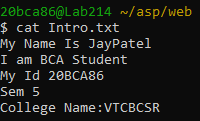 20bca86@Lab214 ~/asp/web
$ cat Intro.txt
My Name Is JayPatel
I am BCA Student
My Id 20BCA86
Sem 5
College Name:VTCBCSR